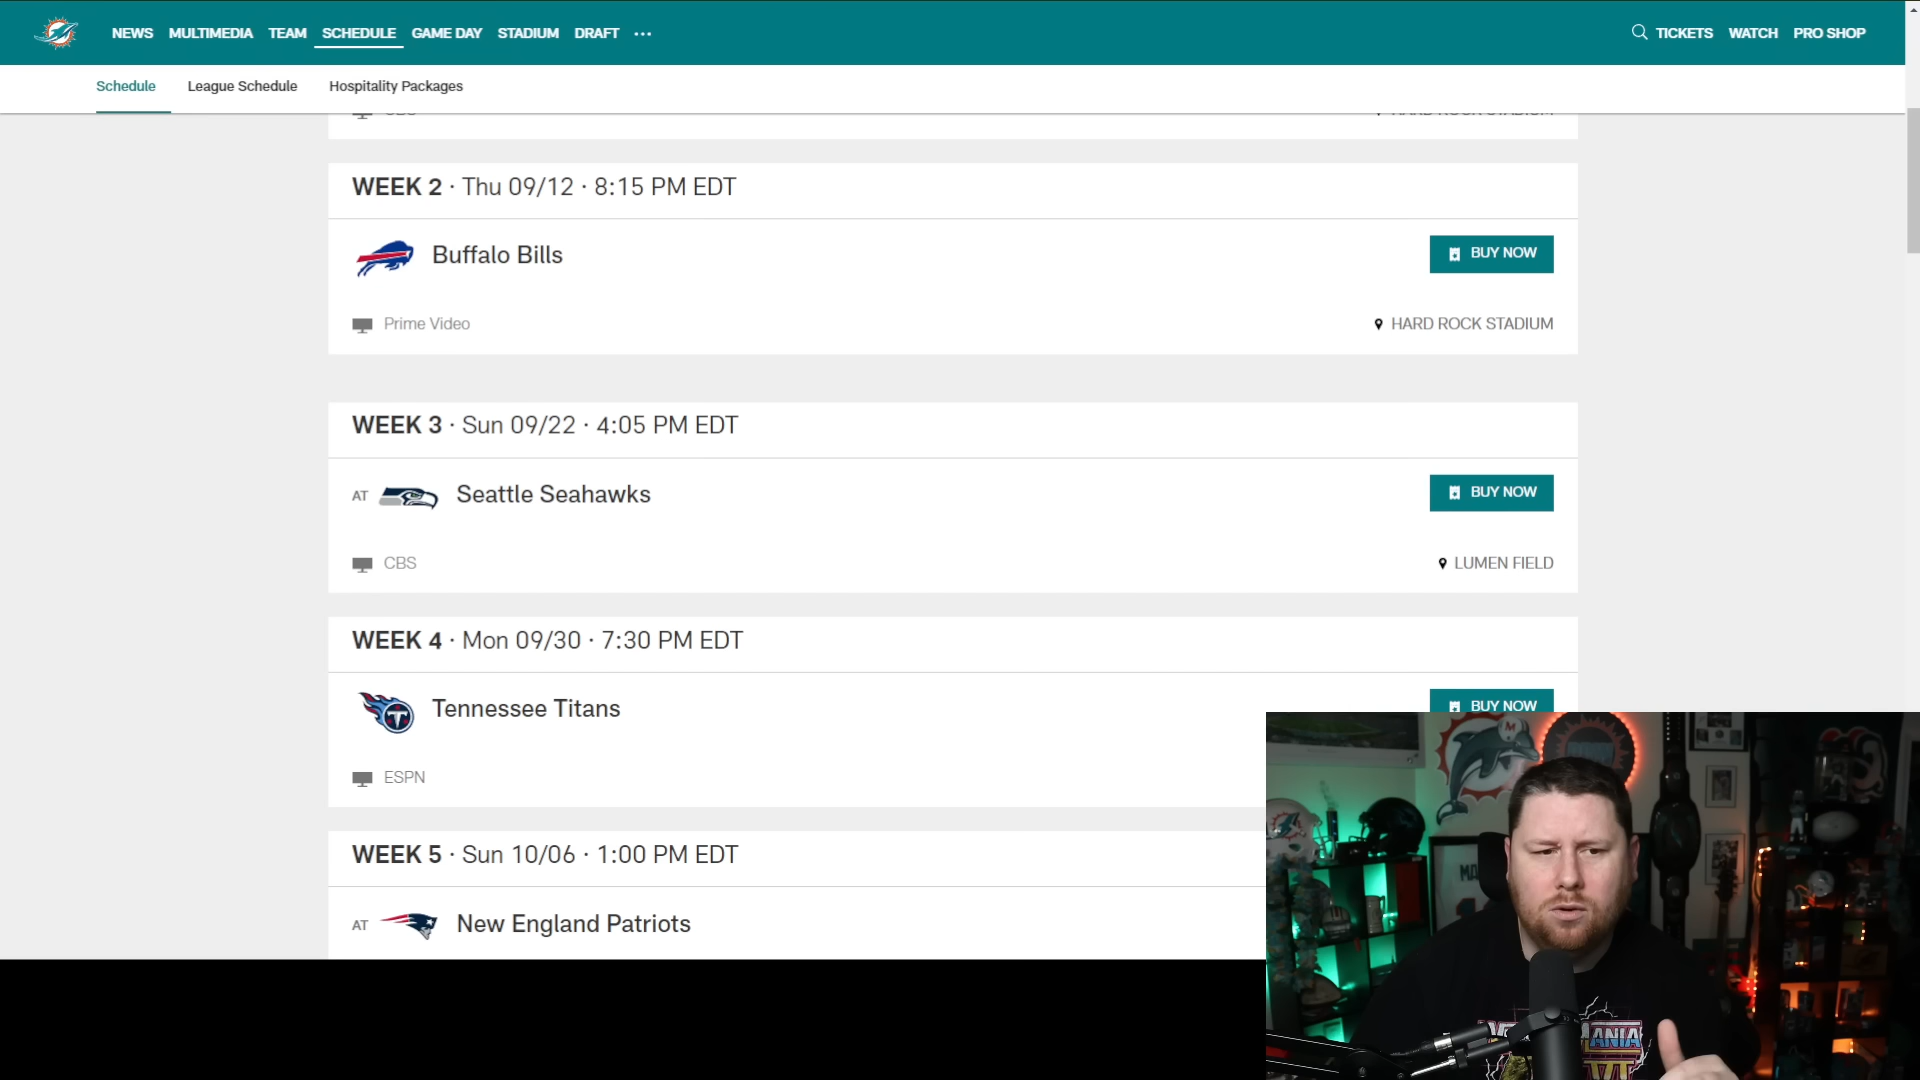 NEWS MULTIMEDIA TEAM SCHEDULE GAME DAY STADIUM DRAFT ... TICKETS WATCH PRO SHOP
Schedule League Schedule Hospitality Packages
HARD ROCK STADIUM
WEEK 2 · Thu 09/12 · 8:15 PM EDT
Buffalo Bills
BUY NOW
Prime Video
HARD ROCK STADIUM
WEEK 3 · Sun 09/22 · 4:05 PM EDT
AT Seattle Seahawks
BUY NOW
CBS
LUMEN FIELD
WEEK 4 · Mon 09/30 · 7:30 PM EDT
Tennessee Titans
BUY NOW
ESPN
WEEK 5 · Sun 10/06 · 1:00 PM EDT
AT New England Patriots